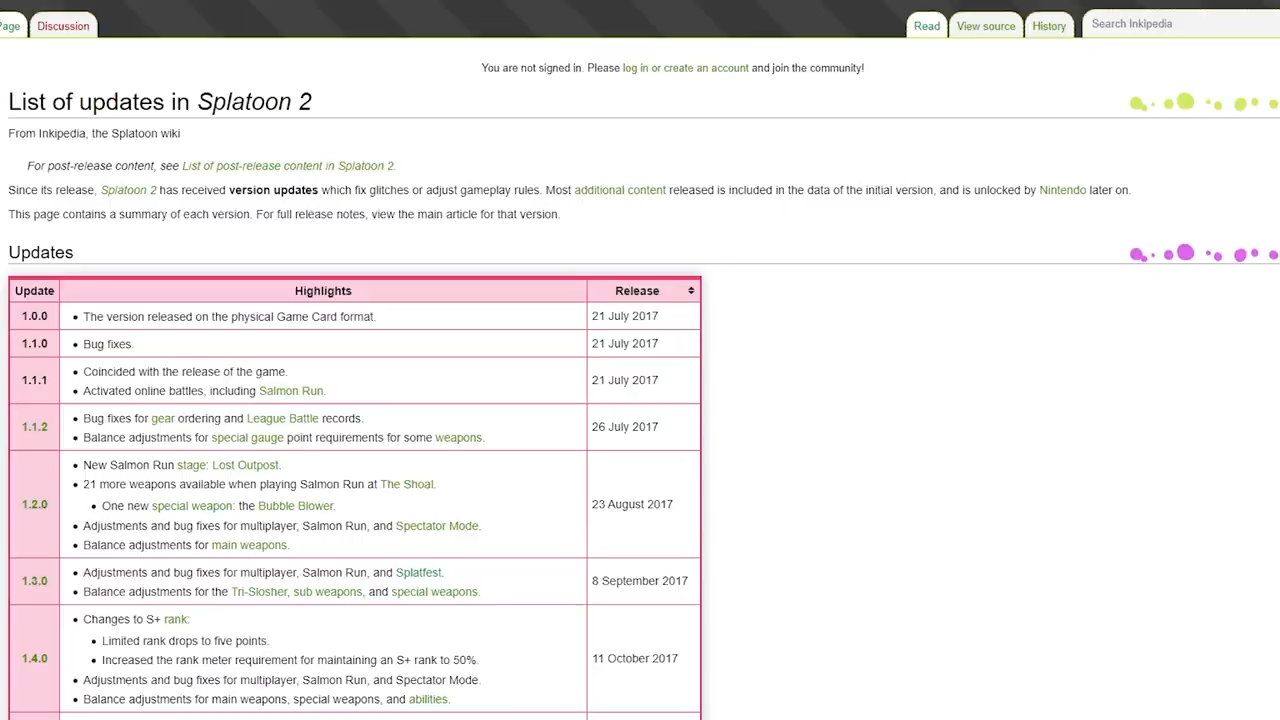 Page Discussion Read View source History Search Inkipedia
You are not signed in. Please log in or create an account and join the community!
List of updates in Splatoon 2
From Inkipedia, the Splatoon wiki
For post-release content, see List of post-release content in Splatoon 2.
Since its release, Splatoon 2 has received version updates which fix glitches or adjust gameplay rules. Most additional content released is included in the data of the initial version, and is unlocked by Nintendo later on.
This page contains a summary of each version. For full release notes, view the main article for that version.
Updates
Update Highlights Release
1.0.0 • The version released on the physical Game Card format. 21 July 2017
1.1.0 • Bug fixes. 21 July 2017
• Coincided with the release of the game.
1.1.1 21 July 2017
• Activated online battles, including Salmon Run.
• Bug fixes for gear ordering and League Battle records.
1.1.2 26 July 2017
• Balance adjustments for special gauge point requirements for some weapons.
• New Salmon Run stage: Lost Outpost.
• 21 more weapons available when playing Salmon Run at The Shoal.
1.2.0 • One new special weapon: the Bubble Blower. 23 August 2017
• Adjustments and bug fixes for multiplayer, Salmon Run, and Spectator Mode.
• Balance adjustments for main weapons.
• Adjustments and bug fixes for multiplayer, Salmon Run, and Splatfest.
1.3.0 8 September 2017
• Balance adjustments for the Tri-Slosher, sub weapons, and special weapons.
• Changes to S+ rank:
• Limited rank drops to five points.
1.4.0 • Increased the rank meter requirement for maintaining an S+ rank to 50%. 11 October 2017
• Adjustments and bug fixes for multiplayer, Salmon Run, and Spectator Mode.
• Balance adjustments for main weapons, special weapons, and abilities.